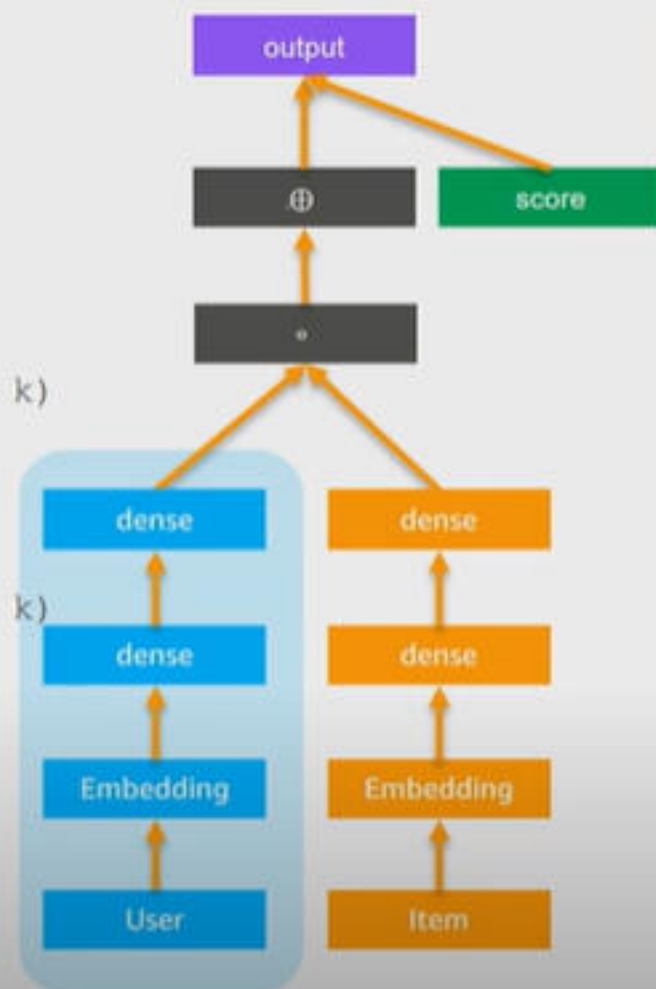 output
.⊕ score
∘
k)
dense dense
k)
dense dense
Embedding Embedding
User Item